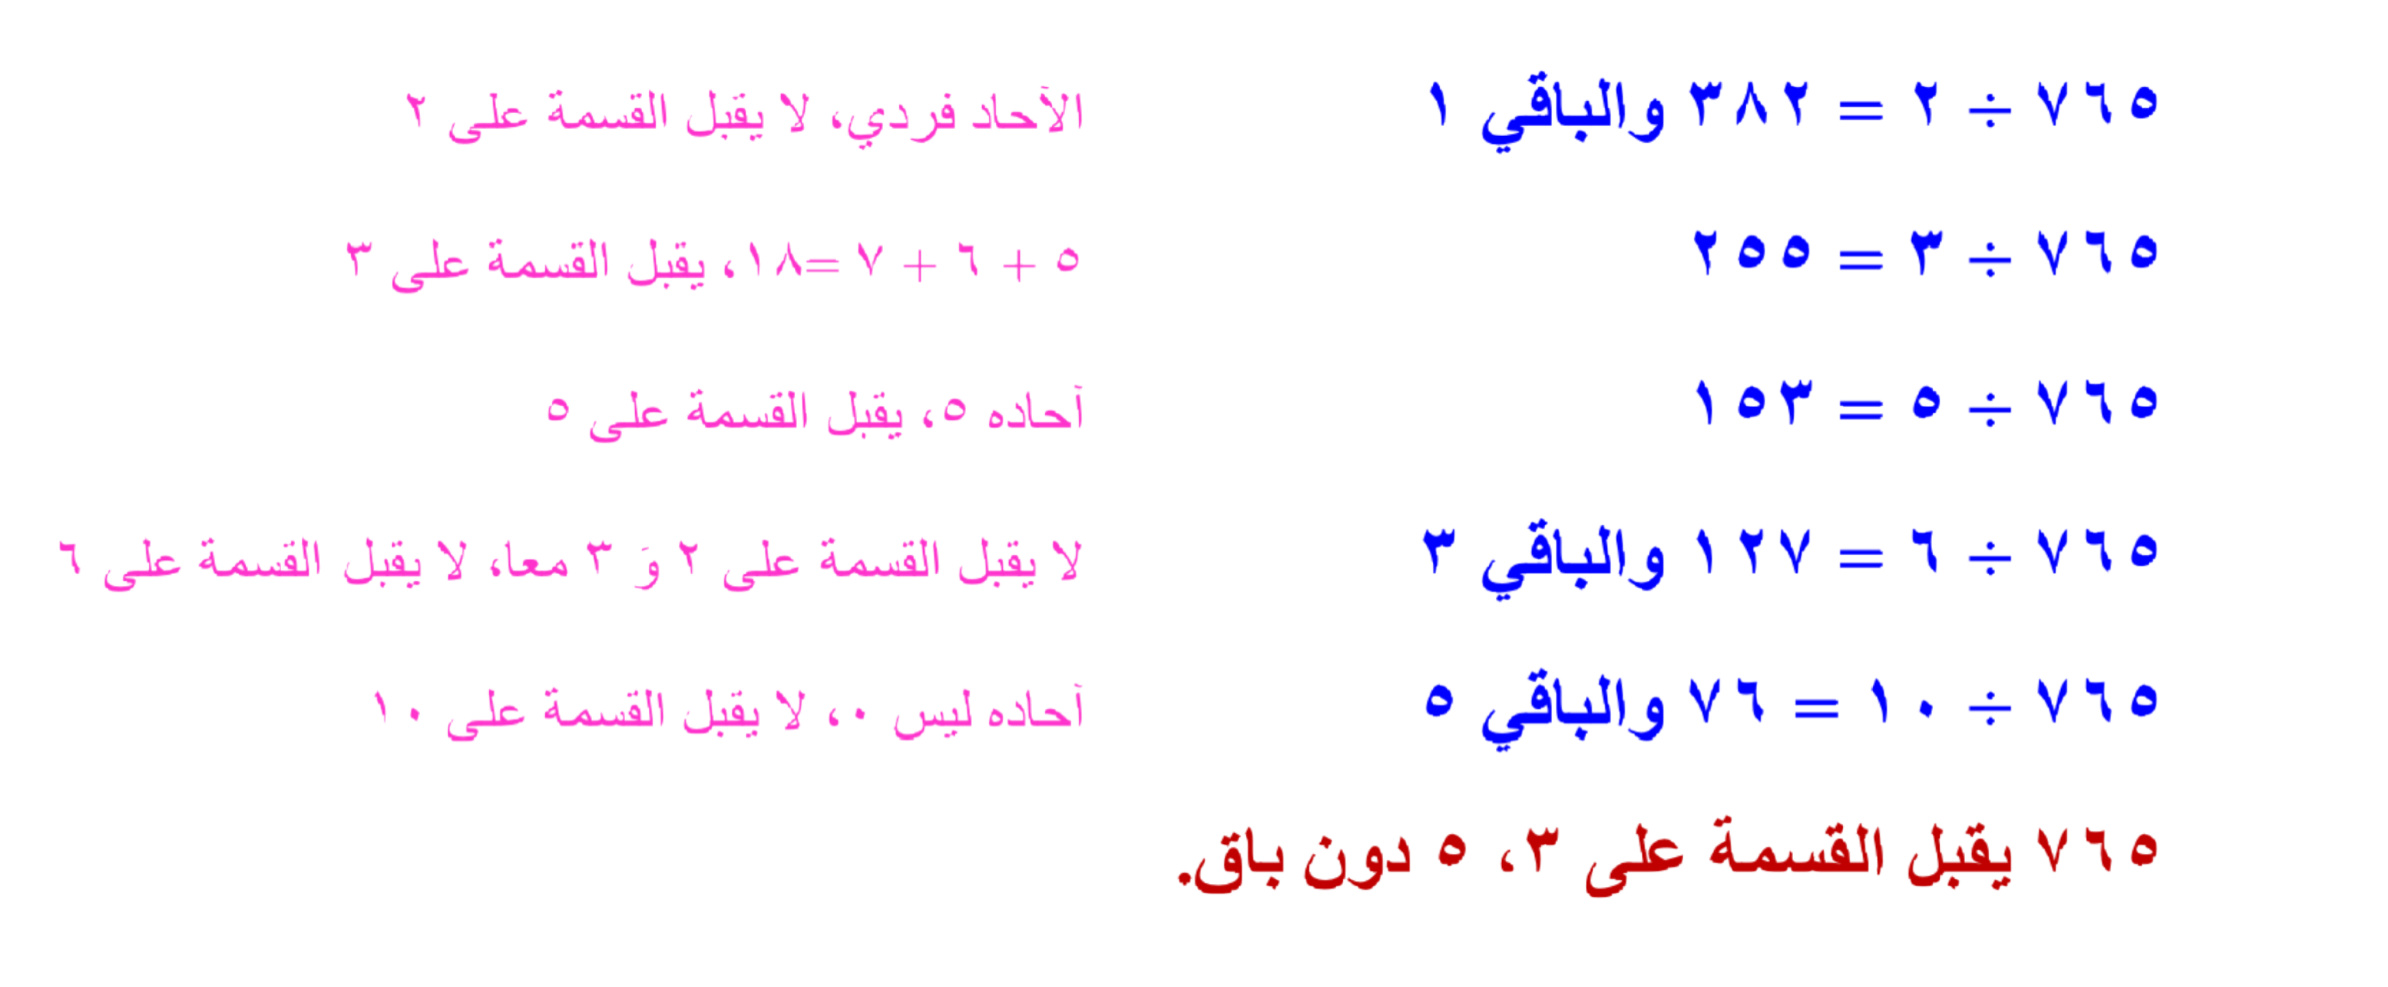 ٧٦٥ ÷ ٢ = ٣٨٢ والباقي ١
الآحاد فردي، لا يقبل القسمة على ٢
٧٦٥ ÷ ٣ = ٢٥٥
٥ + ٦ + ٧ =١٨، يقبل القسمة على ٣
٧٦٥ ÷ ٥ = ١٥٣
أحاده ٥، يقبل القسمة على ٥
٧٦٥ ÷ ٦ = ١٢٧ والباقي ٣
لا يقبل القسمة على ٢ وَ ٣ معا، لا يقبل القسمة على ٦
٧٦٥ ÷ ١٠ = ٧٦ والباقي ٥
أحاده ليس ٠، لا يقبل القسمة على ١٠
٧٦٥ يقبل القسمة على ٣، ٥ دون باق.